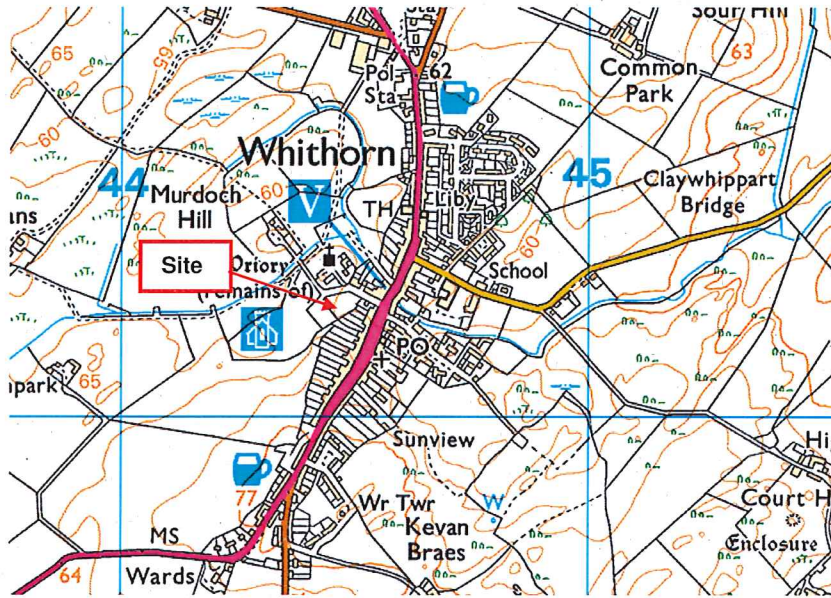 65
65
60
Sta
Pol
Sta
62
Sour Hill
63
Common
Park
Whithorn
44
Murdoch
Hill
60
V
TH
Liby
60
45
Claywhippart
Bridge
Site
Priory
(remains of)
School
PO
65
Sunview
77
Wr Twr
Kevan
Braes
W
Hi
Court H
Enclosure
MS
Wards
64
ans
park